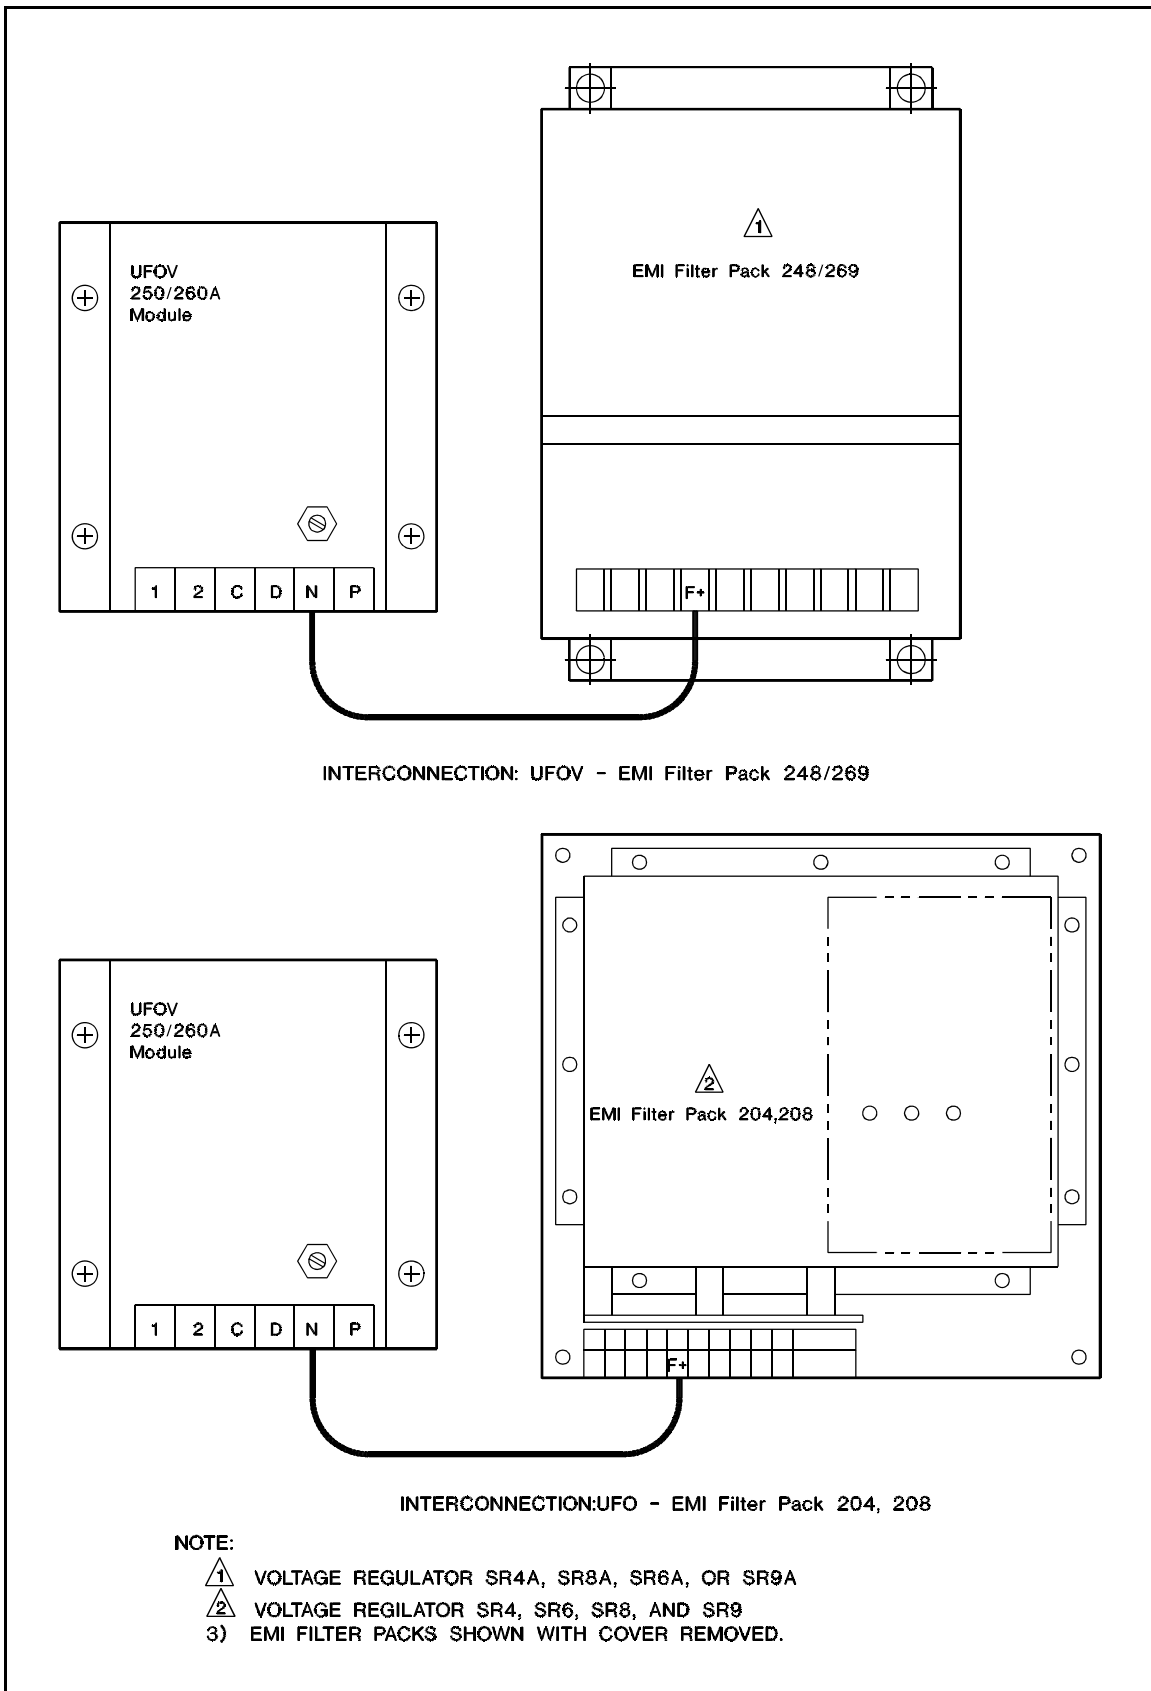 1
EMI Filter Pack 248/269
UFOV
250/260A
Module
1 2 C D N P
F+
INTERCONNECTION: UFOV - EMI Filter Pack 248/269
UFOV
250/260A
Module
2
EMI Filter Pack 204,208
1 2 C D N P
F+
INTERCONNECTION:UFO - EMI Filter Pack 204, 208
NOTE:
1 VOLTAGE REGULATOR SR4A, SR8A, SR6A, OR SR9A
2 VOLTAGE REGILATOR SR4, SR6, SR8, AND SR9
3) EMI FILTER PACKS SHOWN WITH COVER REMOVED.